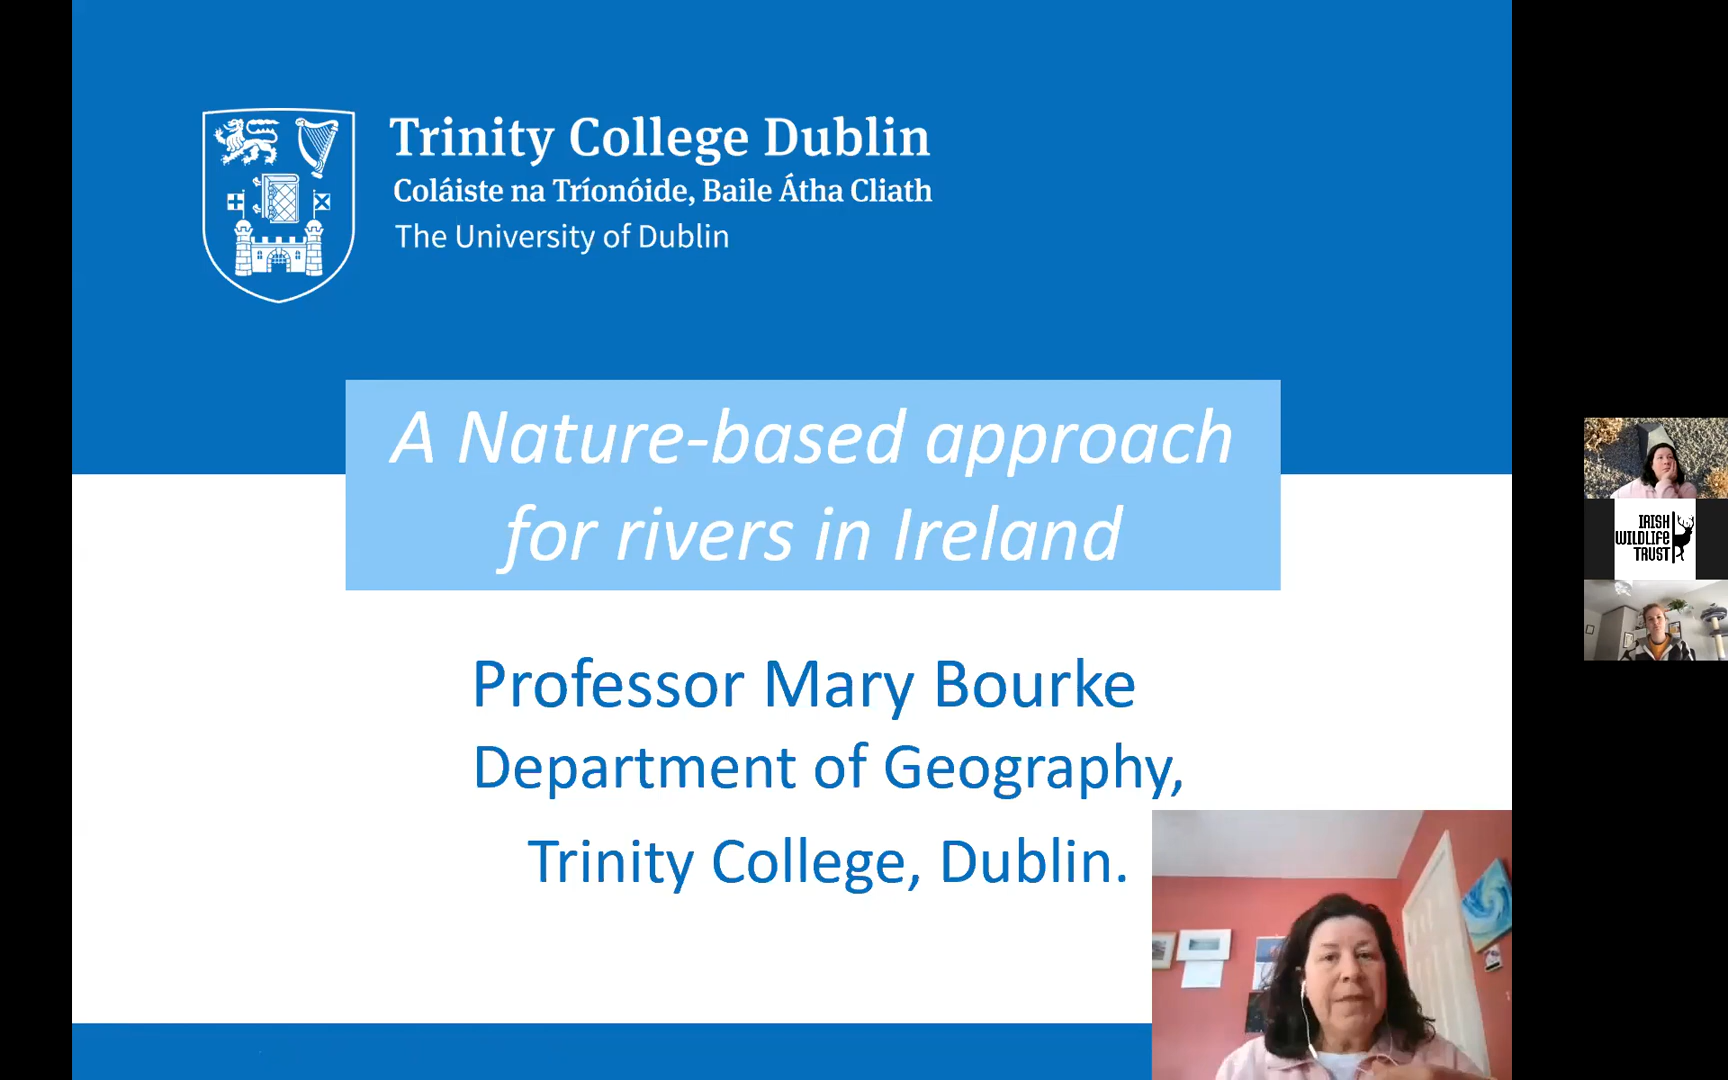 Trinity College Dublin
Coláiste na Tríonóide, Baile Átha Cliath
The University of Dublin
A Nature-based approach
for rivers in Ireland
Professor Mary Bourke
Department of Geography,
Trinity College, Dublin.
IRISH
WILDLIFE
TRUST